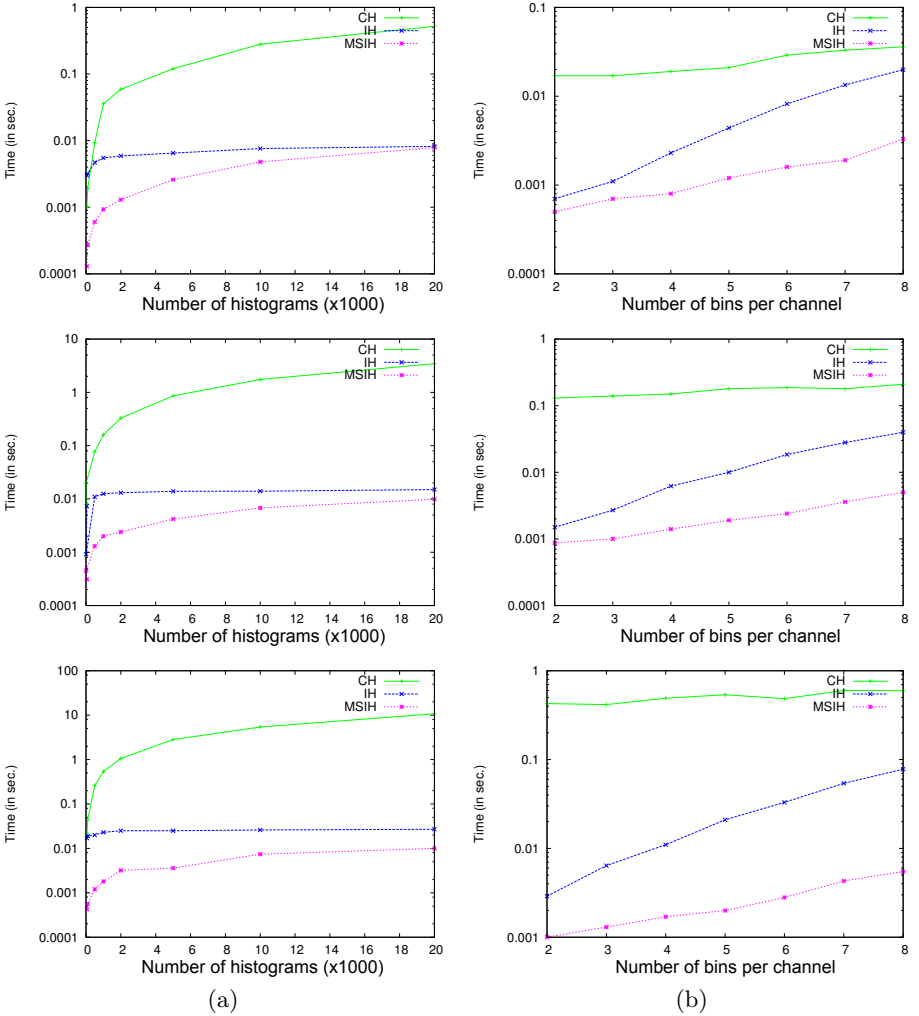 1
0.1
0.01
0.001
0.0001
0 2 4 6 8 10 12 14 16 18 20
Time (in sec.)
Number of histograms (x1000)
CH
IH
MSIH
0.1
0.01
0.001
0.0001
2 3 4 5 6 7 8
Time (in sec.)
Number of bins per channel
CH
IH
MSIH
10
1
0.1
0.01
0.001
0.0001
0 2 4 6 8 10 12 14 16 18 20
Time (in sec.)
Number of histograms (x1000)
CH
IH
MSIH
1
0.1
0.01
0.001
0.0001
2 3 4 5 6 7 8
Time (in sec.)
Number of bins per channel
CH
IH
MSIH
100
10
1
0.1
0.01
0.001
0.0001
0 2 4 6 8 10 12 14 16 18 20
Time (in sec.)
Number of histograms (x1000)
CH
IH
MSIH
1
0.1
0.01
0.001
2 3 4 5 6 7 8
Time (in sec.)
Number of bins per channel
CH
IH
MSIH
(a)
(b)